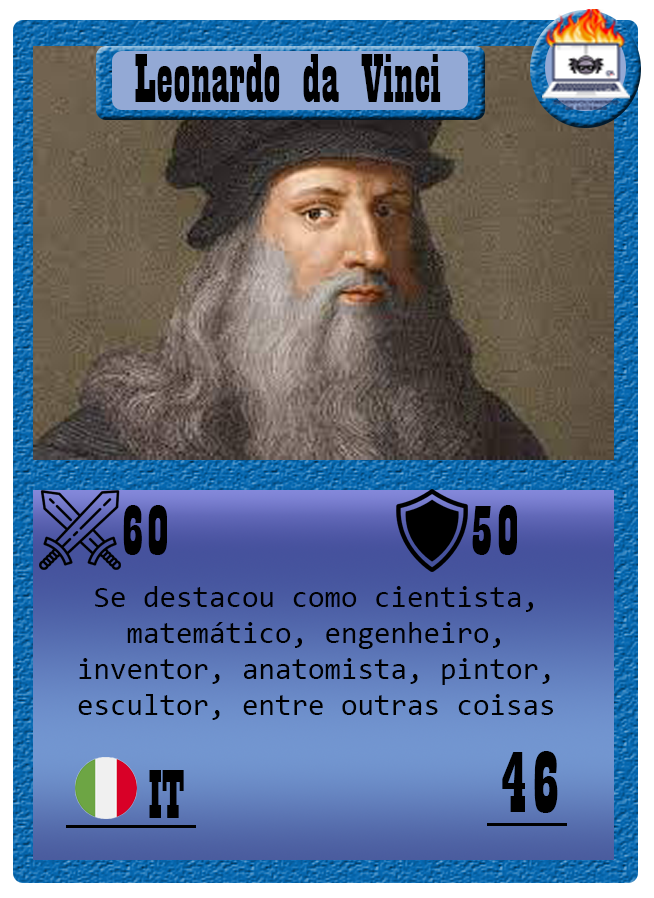 Leonardo da Vinci
60
50
Se destacou como cientista,
matemático, engenheiro,
inventor, anatomista, pintor,
escultor, entre outras coisas
IT
46